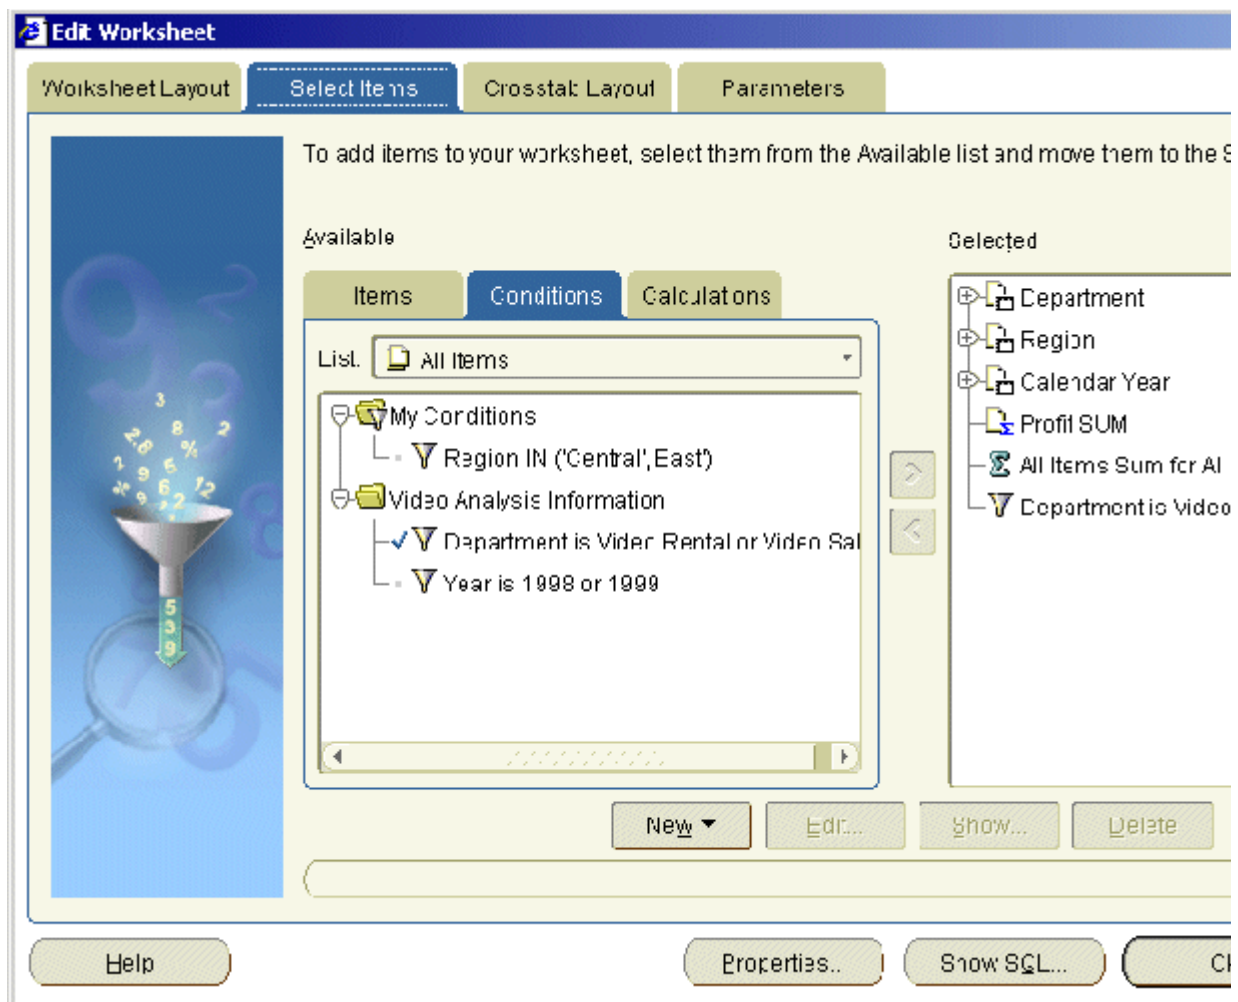 Edit Worksheet
Worksheet Layout Select Items Crosstab Layout Parameters
To add items to your worksheet, select them from the Available list and move them to the S
Available
Selected
Items Conditions Calculations
List: All Items
My Conditions
Region IN ('Central','East')
Video Analysis Information
Department is Video Rental or Video Sal
Year is 1998 or 1999
Department
Region
Calendar Year
Profit SUM
All Items Sum for Al
Department is Video
New Edit... Show... Delete
Help Properties... Show SQL... O